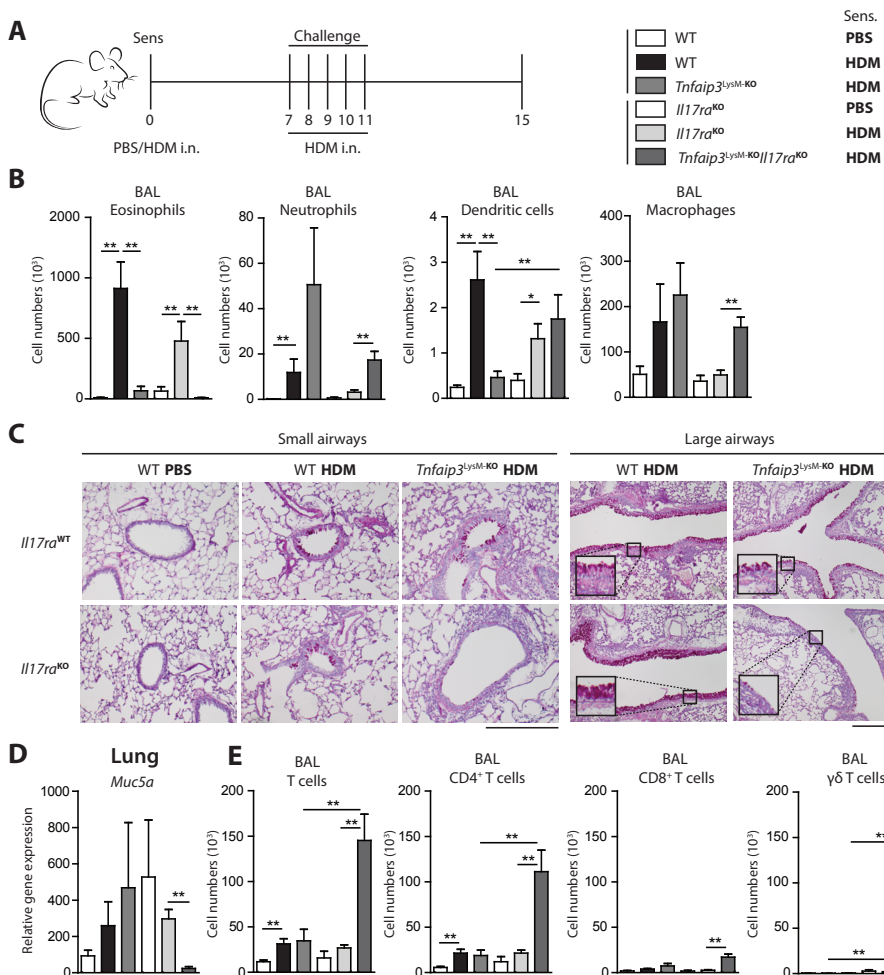 A
Sens
Challenge
0
7 8 9 10 11
15
PBS/HDM i.n.
HDM i.n.
Sens.
WT PBS
WT HDM
Tnfaip3LysM-KO HDM
Il17raKO PBS
Il17raKO HDM
Tnfaip3LysM-KOIl17raKO HDM
B
BAL
Eosinophils
Cell numbers (10³)
2000
1000
500
0
** **
** **
BAL
Neutrophils
Cell numbers (10³)
80
60
40
20
0
**
**
BAL
Dendritic cells
Cell numbers (10³)
4
3
2
1
0
** **
**
*
BAL
Macrophages
Cell numbers (10³)
400
300
200
100
0
**
C
Small airways
Large airways
WT PBS
WT HDM
Tnfaip3LysM-KO HDM
WT HDM
Tnfaip3LysM-KO HDM
Il17raWT
Il17raKO
D
Lung
Muc5a
Relative gene expression
1000
800
600
400
200
0
**
E
BAL
T cells
Cell numbers (10³)
200
150
100
50
0
**
**
**
BAL
CD4+ T cells
Cell numbers (10³)
200
150
100
50
0
**
**
**
BAL
CD8+ T cells
Cell numbers (10³)
200
150
100
50
0
**
BAL
γδ T cells
Cell numbers (10³)
200
150
100
50
0
**
**